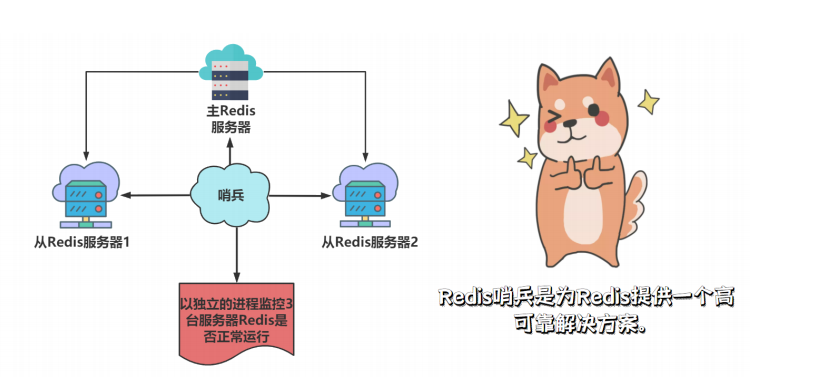 主Redis
服务器
哨兵
从Redis服务器1
从Redis服务器2
以独立的进程监控3
台服务器Redis是
否正常运行
Redis哨兵是为Redis提供一个高
可靠解决方案。